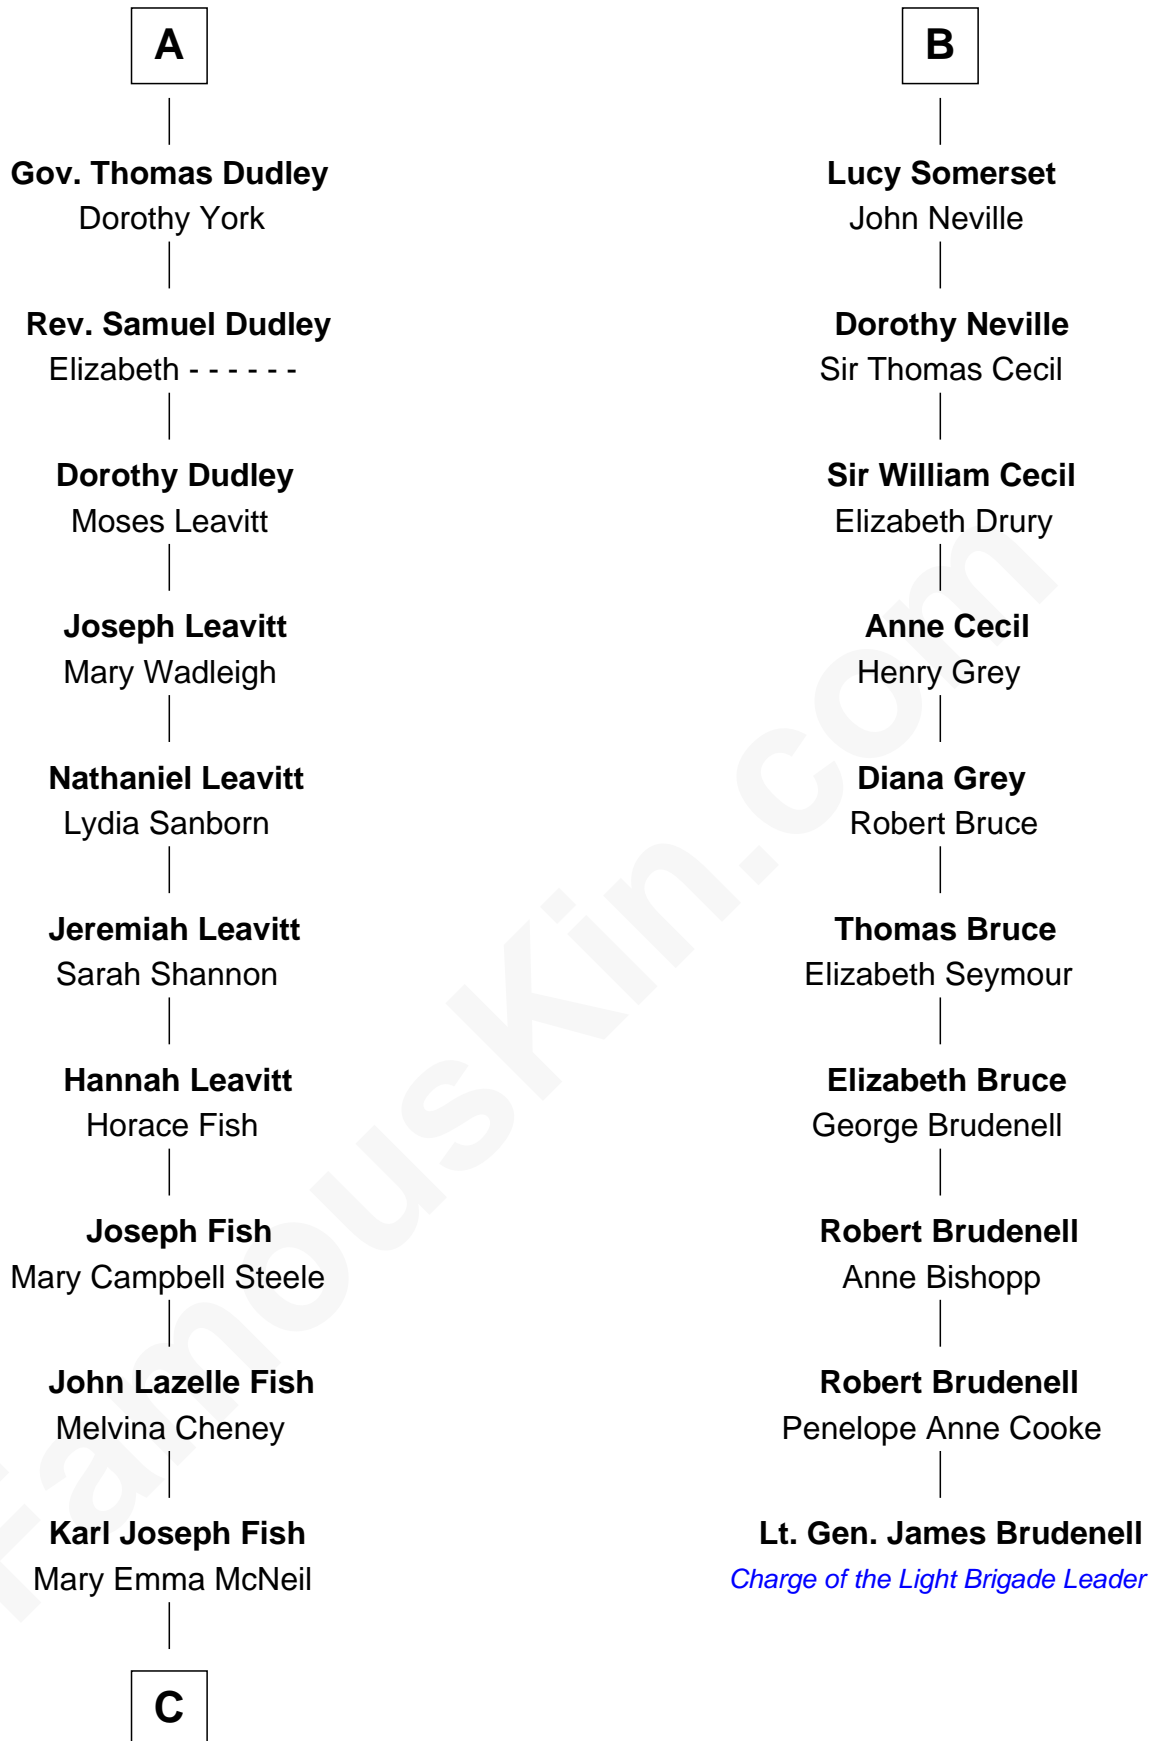 A
Gov. Thomas Dudley
Dorothy York
Rev. Samuel Dudley
Elizabeth - - - - - -
Dorothy Dudley
Moses Leavitt
Joseph Leavitt
Mary Wadleigh
Nathaniel Leavitt
Lydia Sanborn
Jeremiah Leavitt
Sarah Shannon
Hannah Leavitt
Horace Fish
Joseph Fish
Mary Campbell Steele
John Lazelle Fish
Melvina Cheney
Karl Joseph Fish
Mary Emma McNeil
C
B
Lucy Somerset
John Neville
Dorothy Neville
Sir Thomas Cecil
Sir William Cecil
Elizabeth Drury
Anne Cecil
Henry Grey
Diana Grey
Robert Bruce
Thomas Bruce
Elizabeth Seymour
Elizabeth Bruce
George Brudenell
Robert Brudenell
Anne Bishopp
Robert Brudenell
Penelope Anne Cooke
Lt. Gen. James Brudenell
Charge of the Light Brigade Leader
FamousKin.com